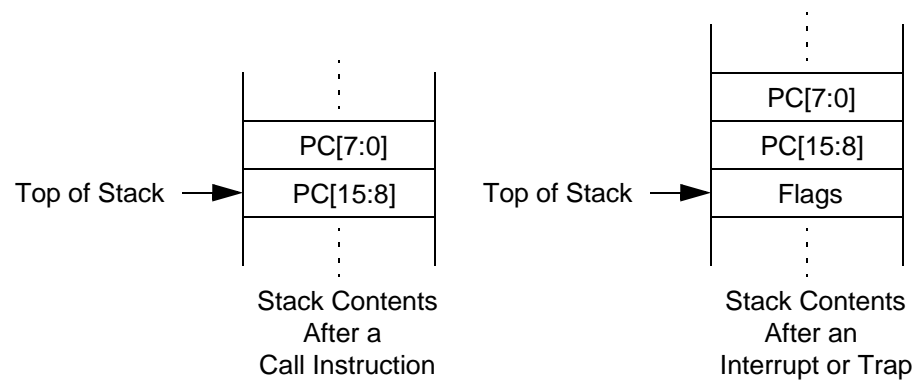 PC[7:0]
PC[15:8]
Top of Stack
Stack Contents
After a
Call Instruction
PC[7:0]
PC[15:8]
Flags
Top of Stack
Stack Contents
After an
Interrupt or Trap